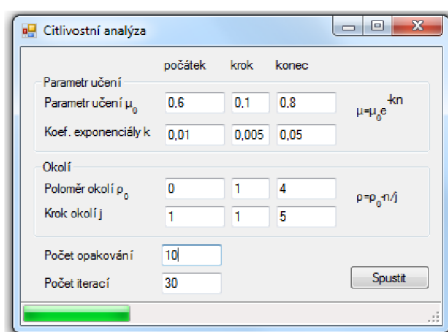 Citlivostní analýza
počátek krok konec
Parametr učení
Parametr učení μ0 0,6 0,1 0,8 μ=μ0e^-kn
Koef. exponenciály k 0,01 0,005 0,05
Okolí
Poloměr okolí ρ0 0 1 4 ρ=ρ0-n/j
Krok okolí j 1 1 5
Počet opakování 10
Počet iterací 30
Spustit